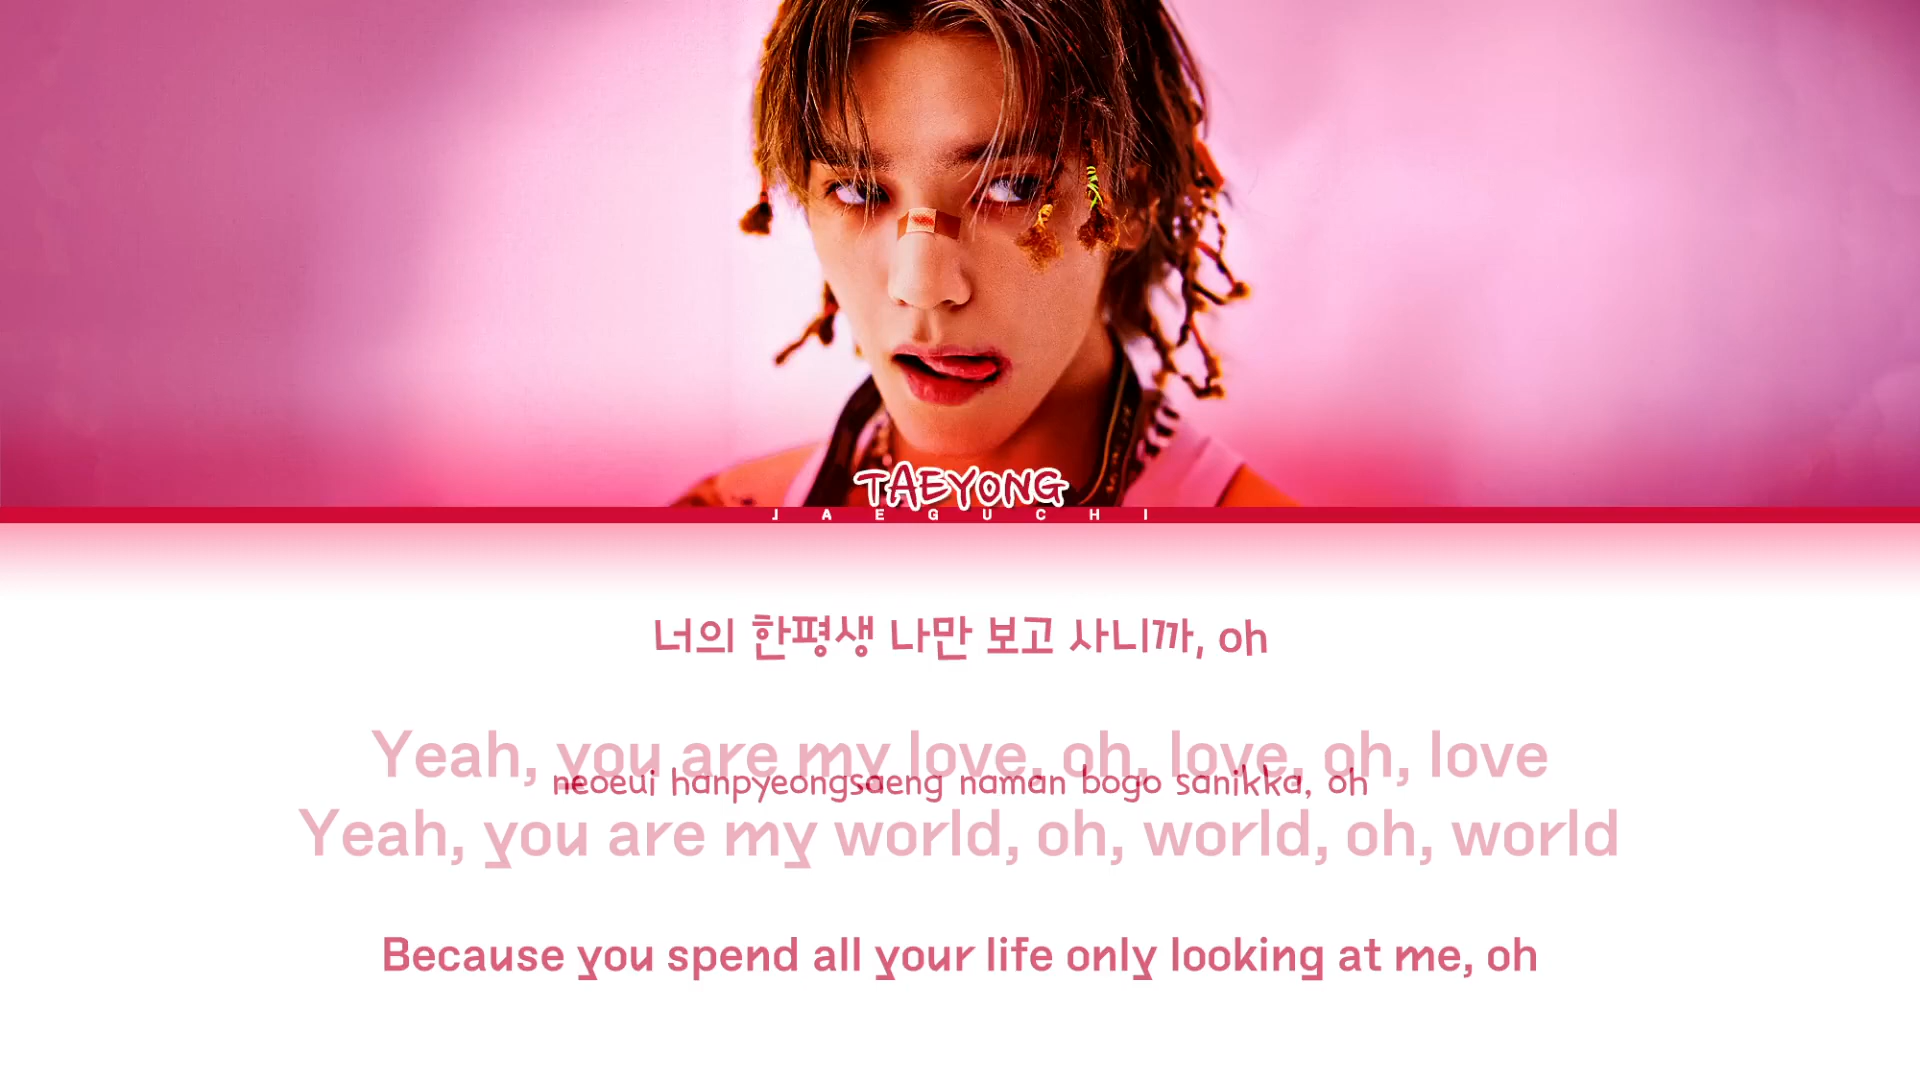 TAEYONG
JAEGUCHI
너의 한평생 나만 보고 사니까, oh
Yeah, you are my love, oh, love, oh, love
neoeui hanpyeongsaeng naman bogo sanikka, oh
Yeah, you are my world, oh, world, oh, world
Because you spend all your life only looking at me, oh